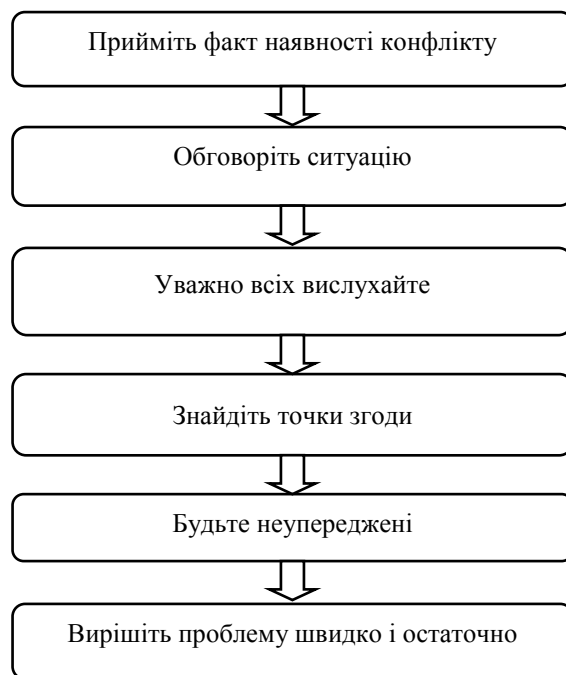 Прийміть факт наявності конфлікту
Обговоріть ситуацію
Уважно всіх вислухайте
Знайдіть точки згоди
Будьте неупереджені
Вирішіть проблему швидко і остаточно